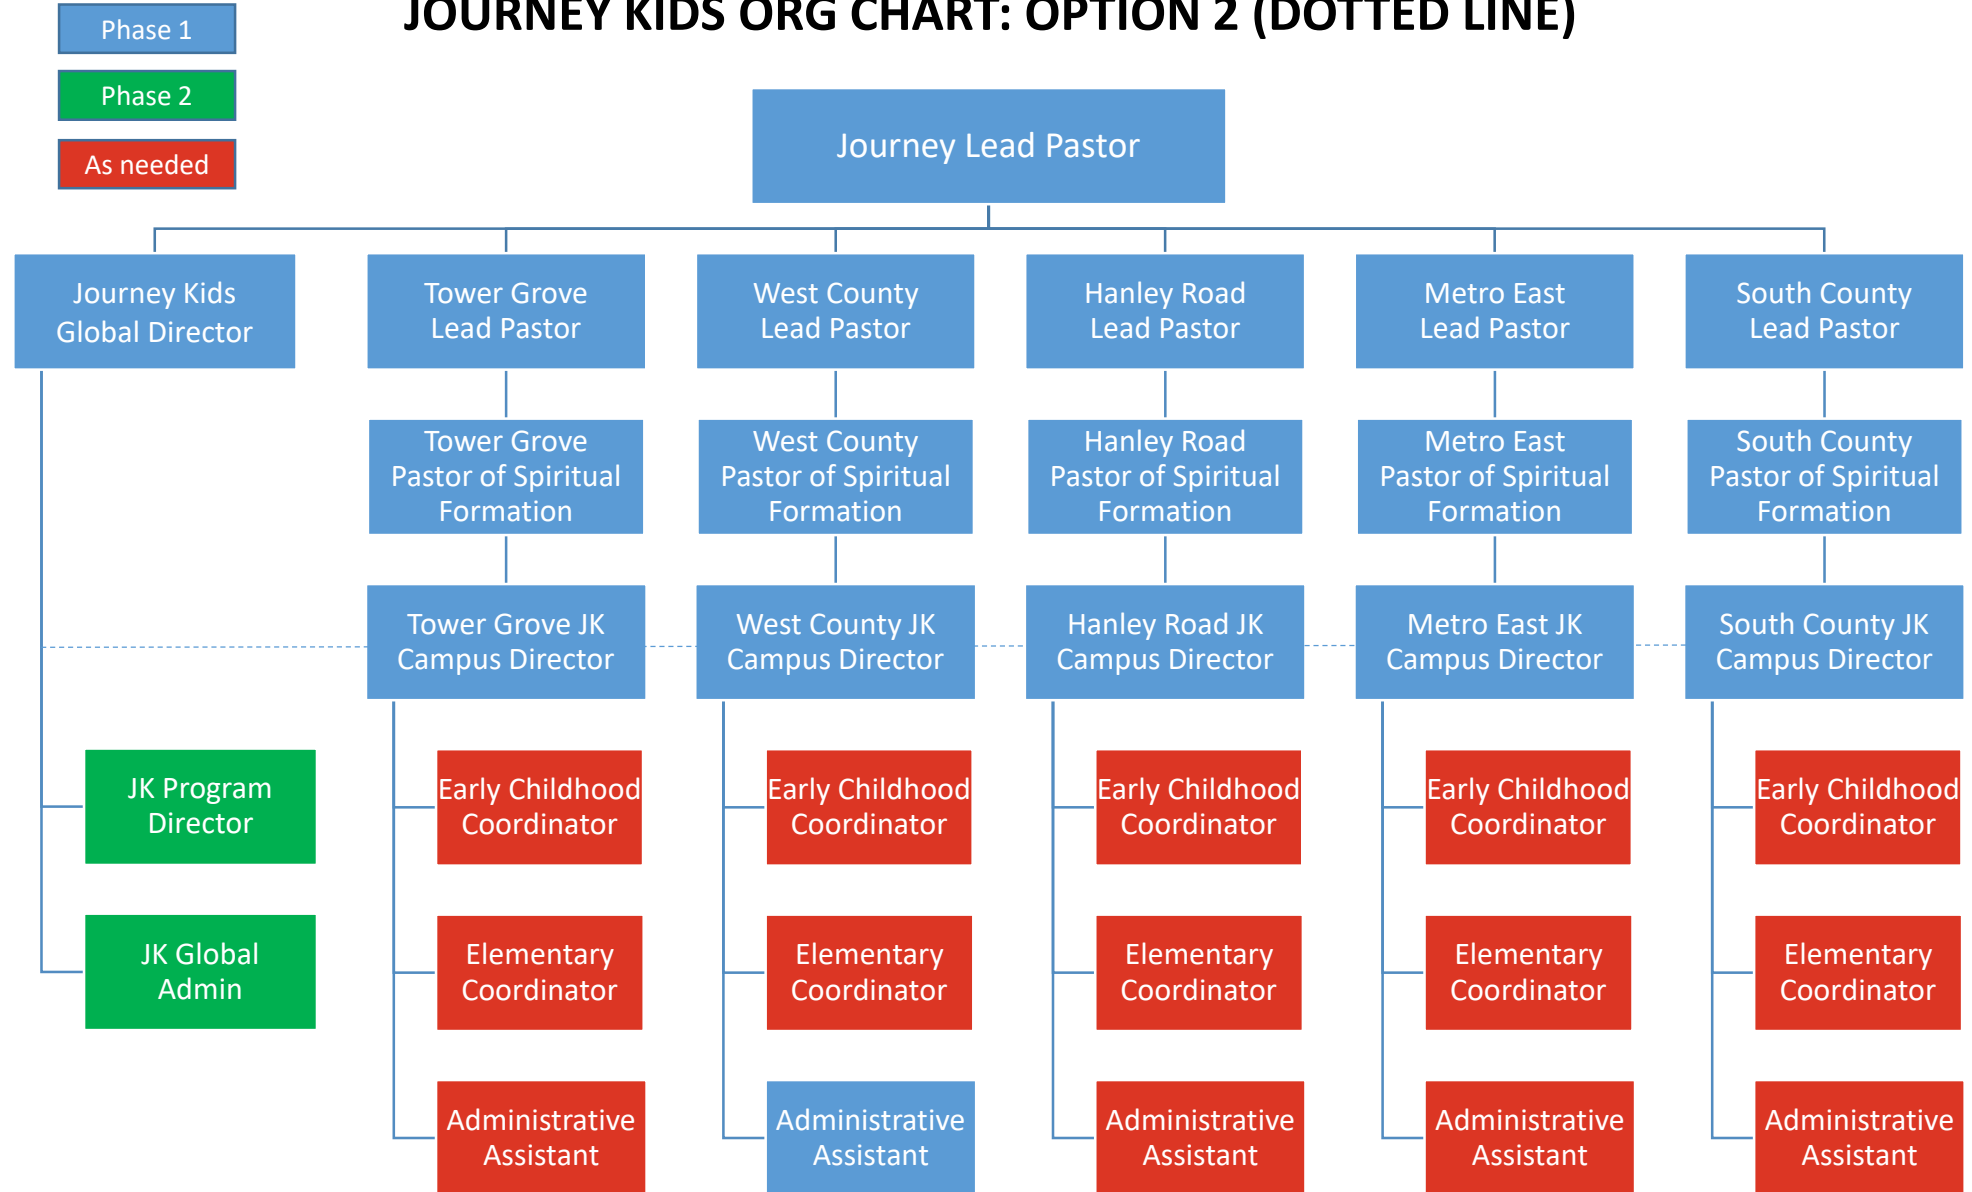 JOURNEY KIDS ORG CHART: OPTION 2 (DOTTED LINE)
Phase 1
Phase 2
As needed
Journey Lead Pastor
Journey Kids
Global Director
Tower Grove
Lead Pastor
West County
Lead Pastor
Hanley Road
Lead Pastor
Metro East
Lead Pastor
South County
Lead Pastor
Tower Grove
Pastor of Spiritual
Formation
West County
Pastor of Spiritual
Formation
Hanley Road
Pastor of Spiritual
Formation
Metro East
Pastor of Spiritual
Formation
South County
Pastor of Spiritual
Formation
Tower Grove JK
Campus Director
West County JK
Campus Director
Hanley Road JK
Campus Director
Metro East JK
Campus Director
South County JK
Campus Director
JK Program
Director
Early Childhood
Coordinator
Early Childhood
Coordinator
Early Childhood
Coordinator
Early Childhood
Coordinator
Early Childhood
Coordinator
JK Global
Admin
Elementary
Coordinator
Elementary
Coordinator
Elementary
Coordinator
Elementary
Coordinator
Elementary
Coordinator
Administrative
Assistant
Administrative
Assistant
Administrative
Assistant
Administrative
Assistant
Administrative
Assistant